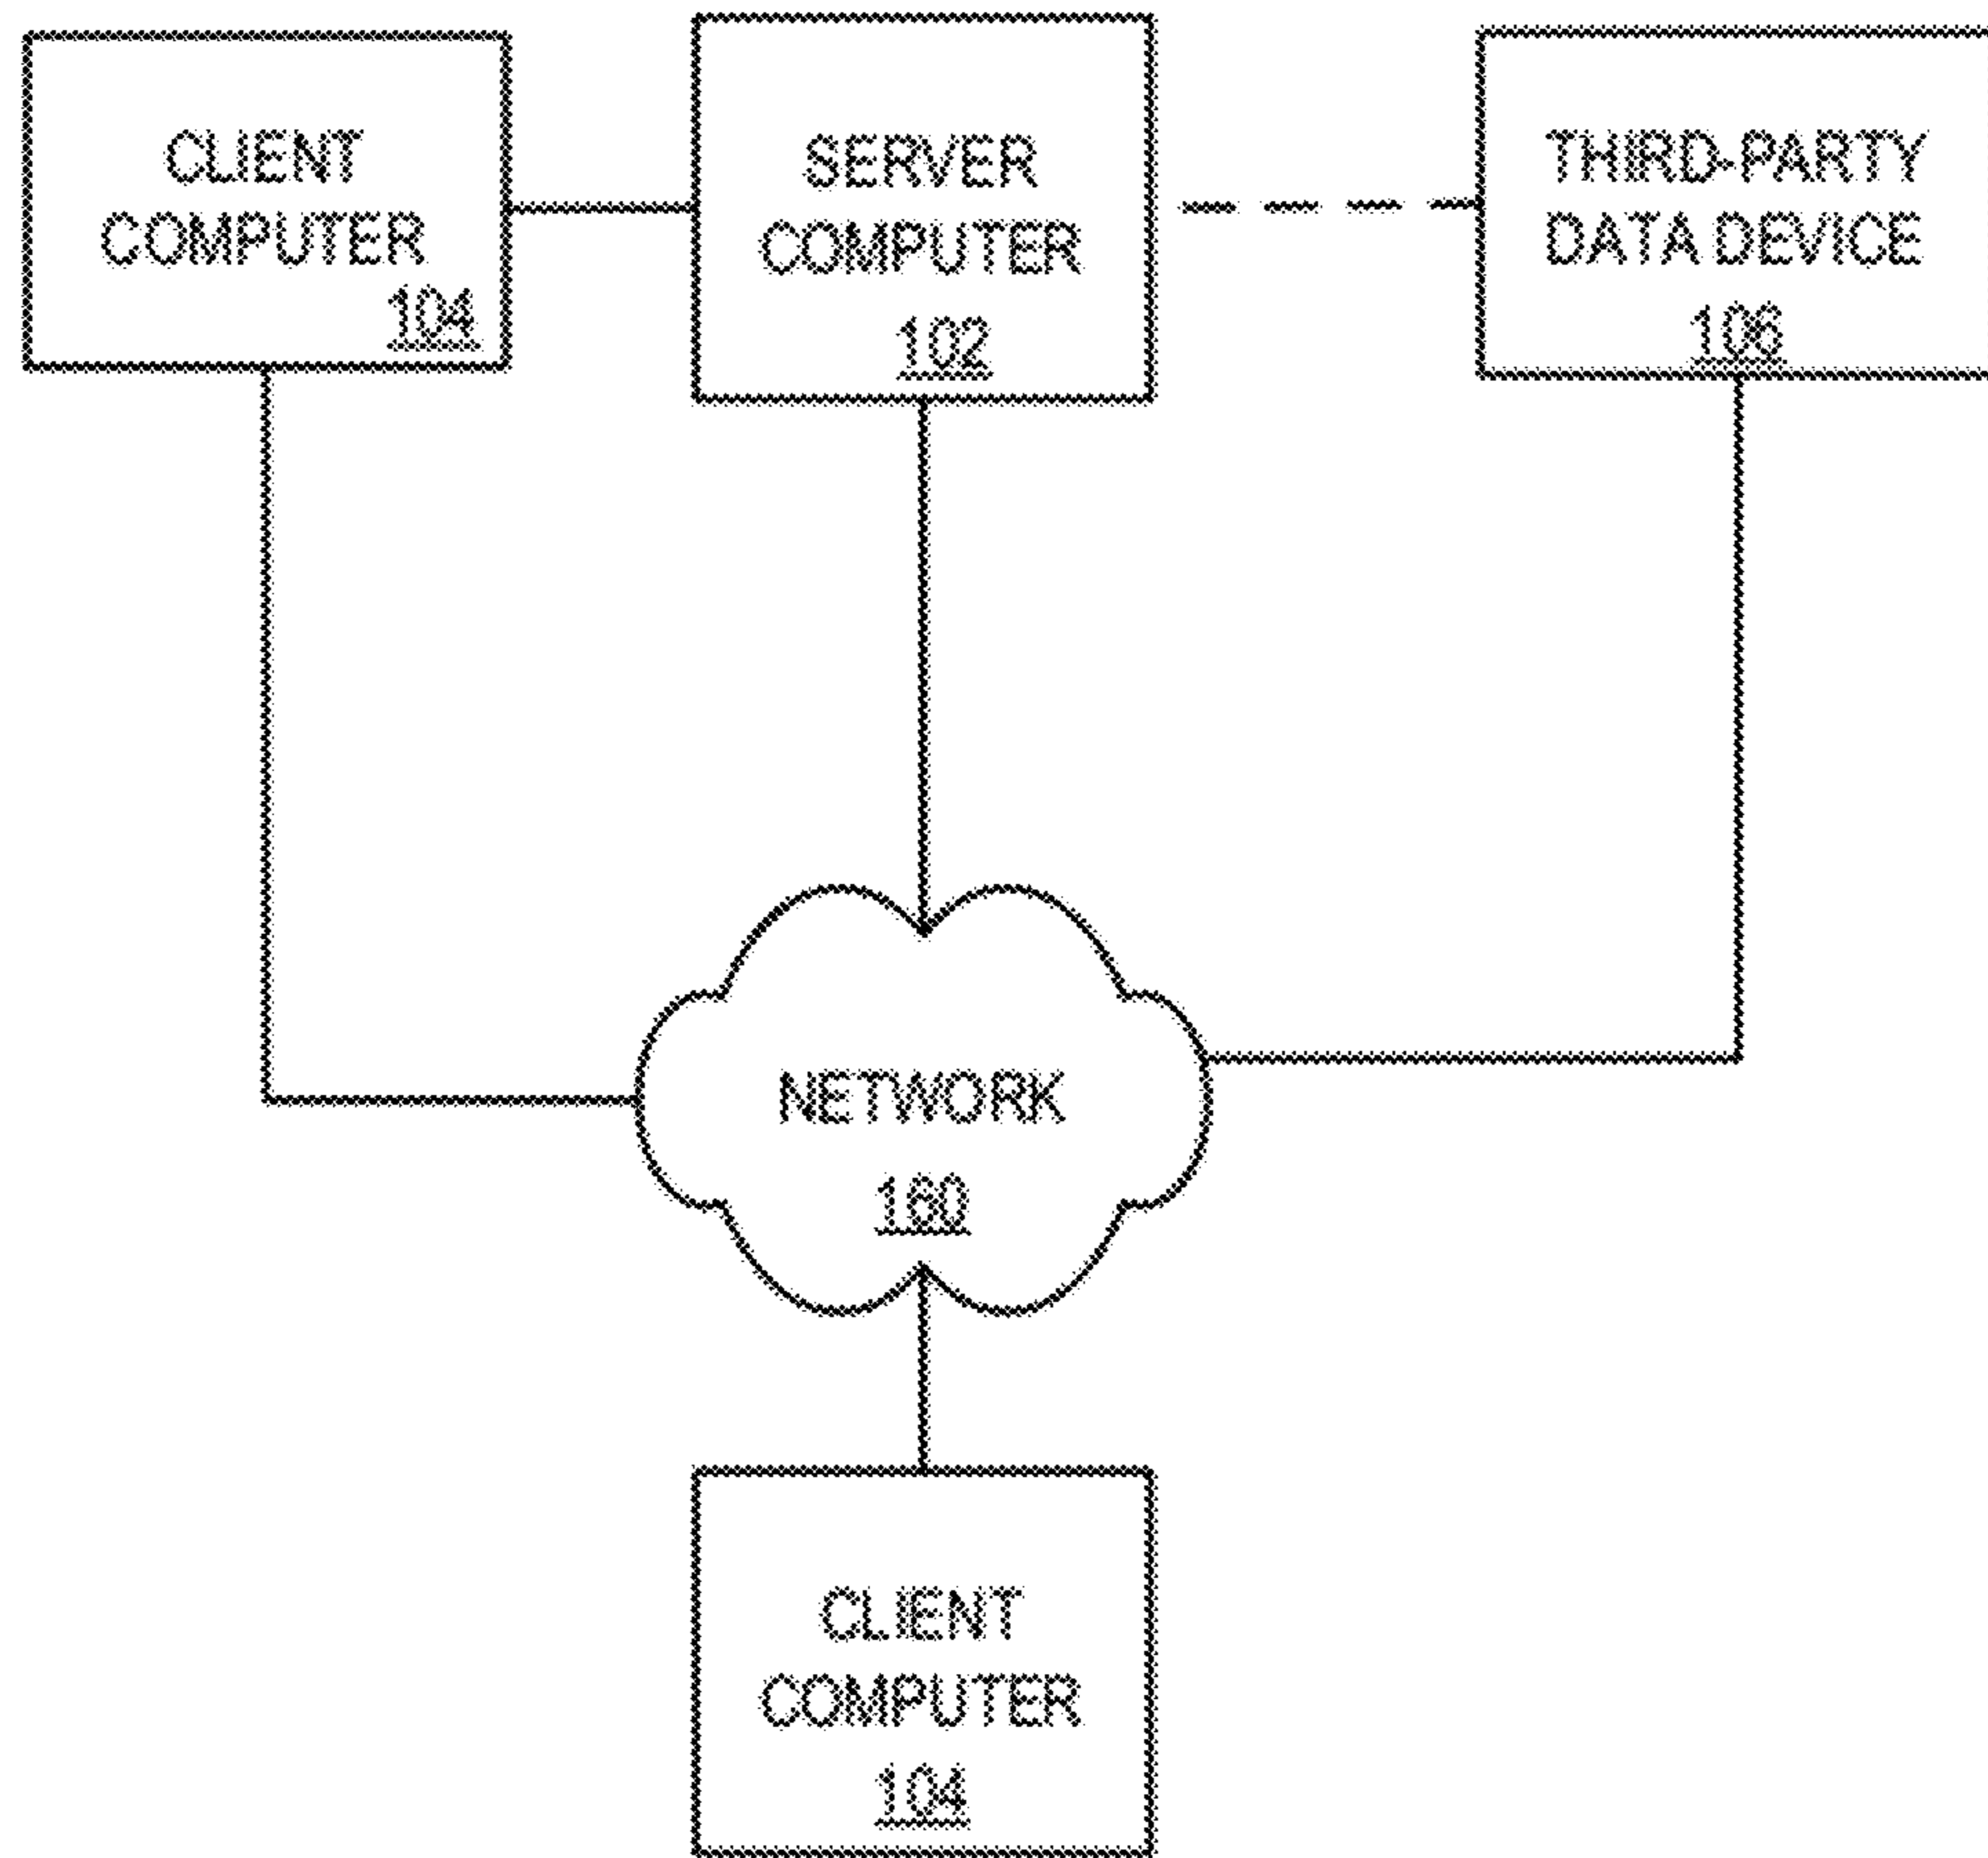 CLIENT
COMPUTER
104
SERVER
COMPUTER
102
THIRD-PARTY
DATA DEVICE
106
NETWORK
160
CLIENT
COMPUTER
104